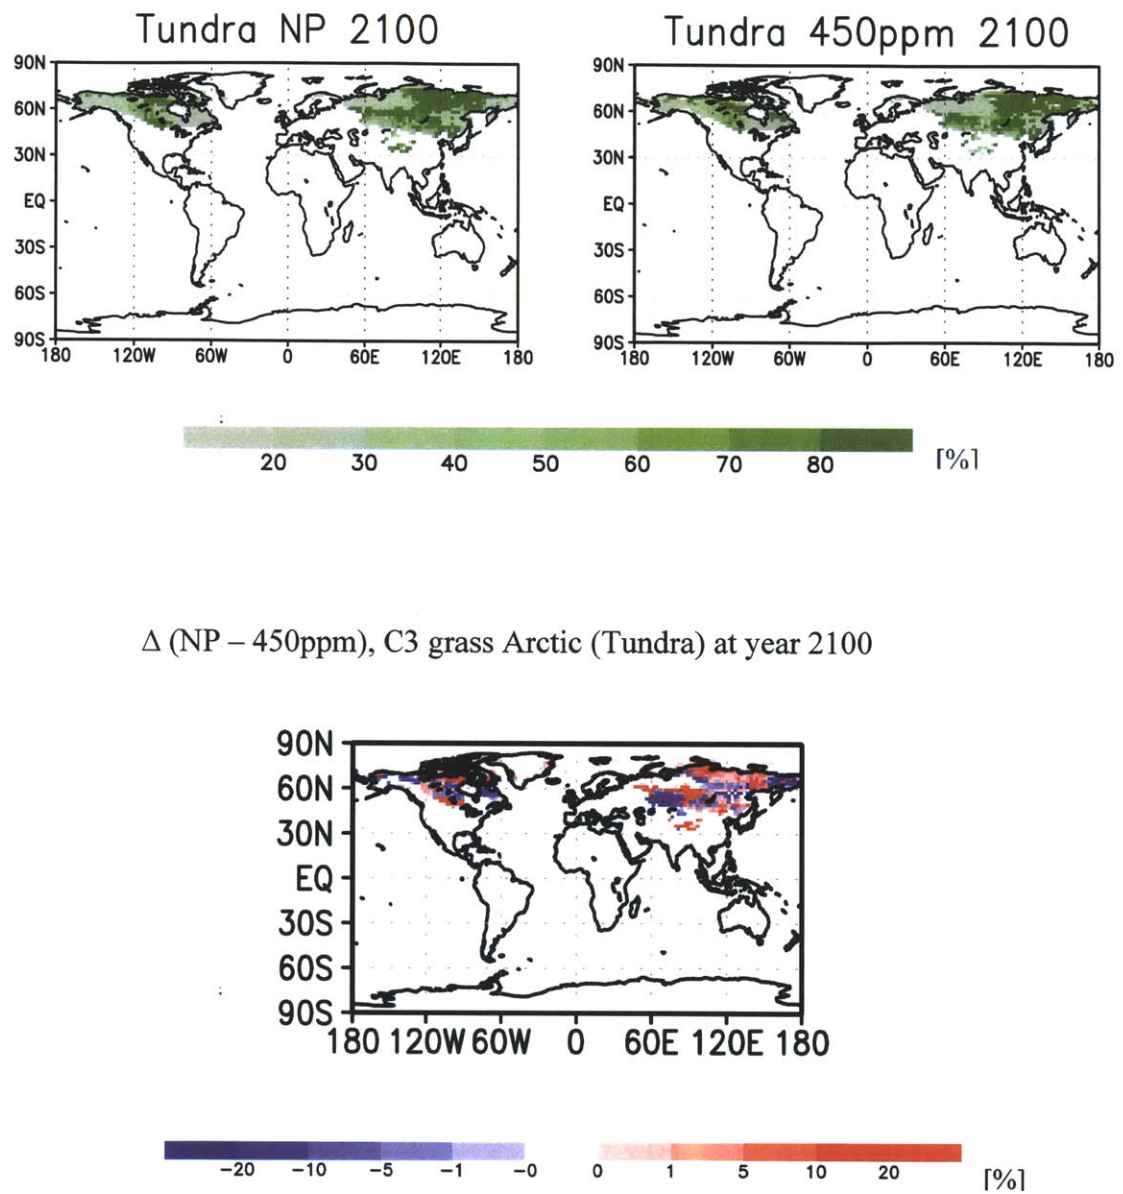 Tundra NP 2100
Tundra 450ppm 2100
90N
60N
30N
EQ
30S
60S
90S
180 120W 60W 0 60E 120E 180
90N
60N
30N
EQ
30S
60S
90S
180 120W 60W 0 60E 120E 180
20 30 40 50 60 70 80 [%]
Δ (NP – 450ppm), C3 grass Arctic (Tundra) at year 2100
90N
60N
30N
EQ
30S
60S
90S
180 120W 60W 0 60E 120E 180
−20 −10 −5 −1 −0 0 1 5 10 20 [%]